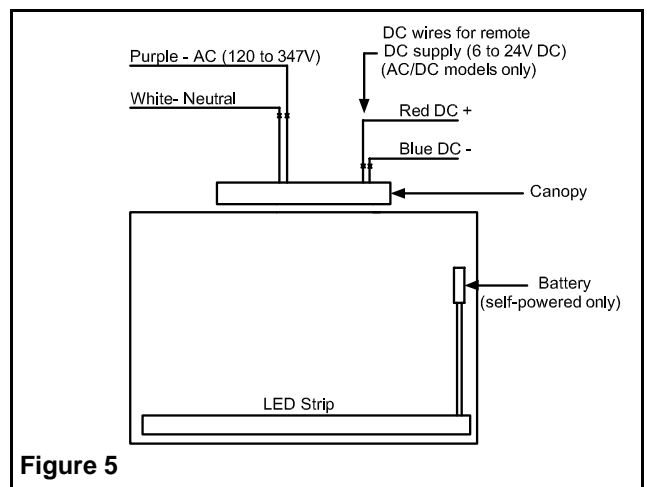 Purple - AC (120 to 347V)
White- Neutral
DC wires for remote
DC supply (6 to 24V DC)
(AC/DC models only)
Red DC +
Blue DC -
Canopy
Battery
(self-powered only)
LED Strip
Figure 5